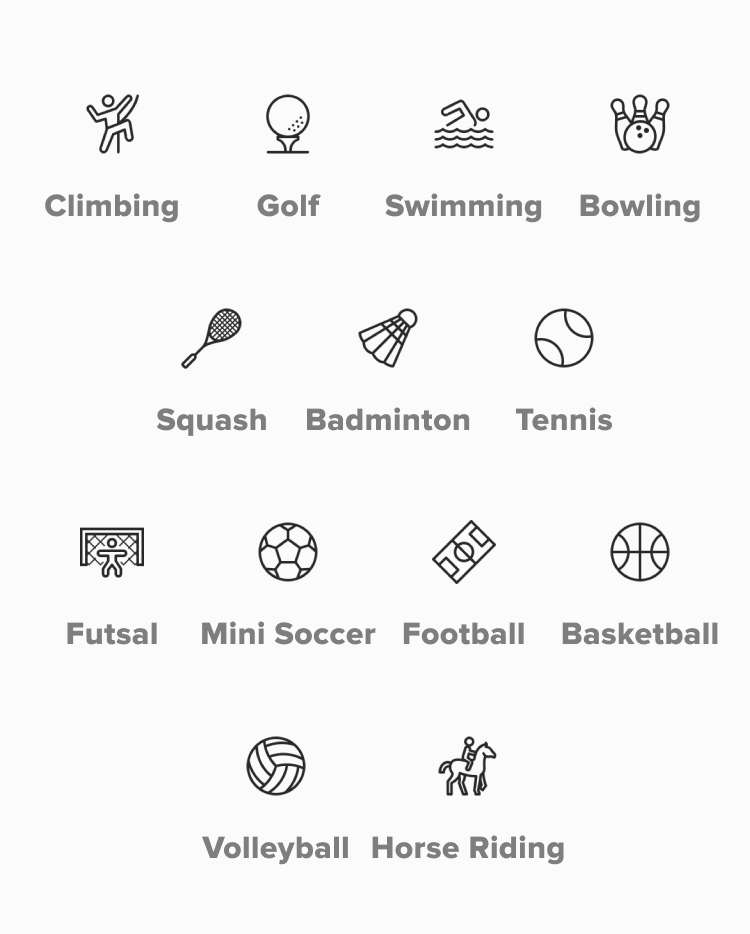 Climbing Golf Swimming Bowling
Squash Badminton Tennis
Futsal Mini Soccer Football Basketball
Volleyball Horse Riding